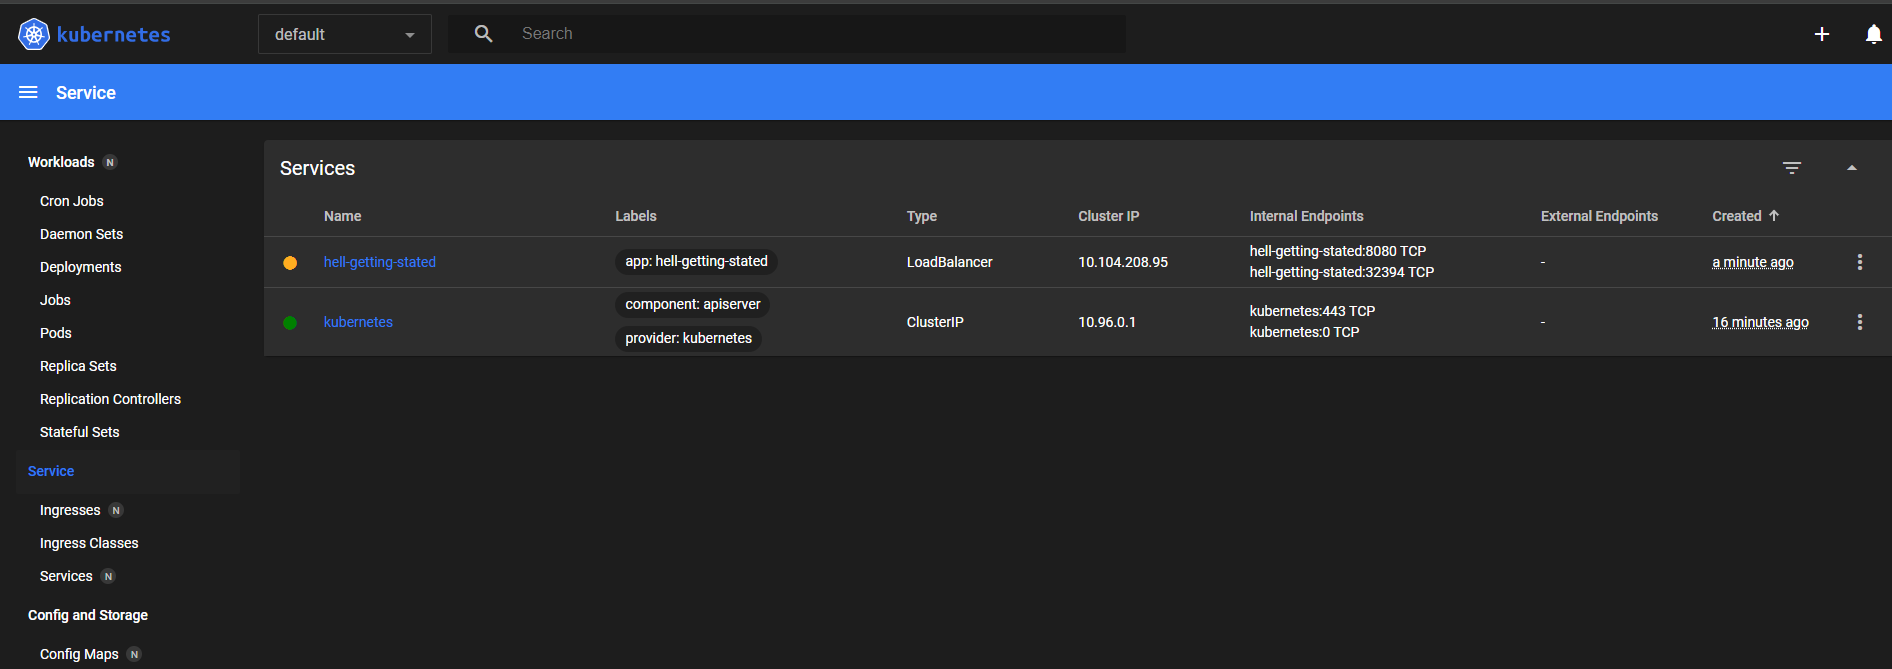 kubernetes
default
Search
Service
Workloads N
Cron Jobs
Daemon Sets
Deployments
Jobs
Pods
Replica Sets
Replication Controllers
Stateful Sets
Service
Ingresses N
Ingress Classes
Services N
Config and Storage
Config Maps N
Services
Name Labels Type Cluster IP Internal Endpoints External Endpoints Created
hell-getting-stated app: hell-getting-stated LoadBalancer 10.104.208.95 hell-getting-stated:8080 TCP - a minute ago
hell-getting-stated:32394 TCP
kubernetes component: apiserver ClusterIP 10.96.0.1 kubernetes:443 TCP - 16 minutes ago
provider: kubernetes kubernetes:0 TCP